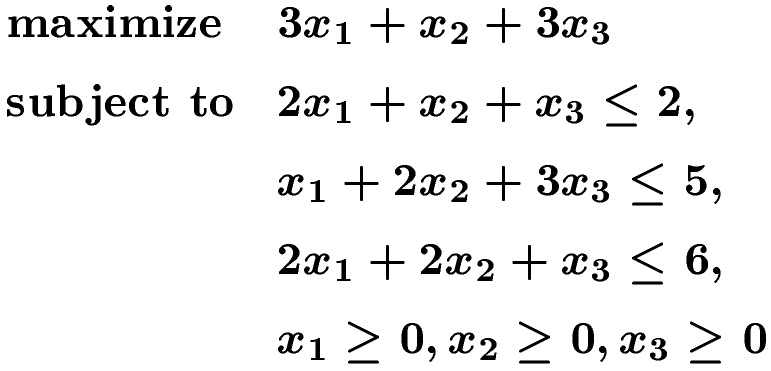 maximize 3x₁ + x₂ + 3x₃
subject to 2x₁ + x₂ + x₃ ≤ 2,
x₁ + 2x₂ + 3x₃ ≤ 5,
2x₁ + 2x₂ + x₃ ≤ 6,
x₁ ≥ 0, x₂ ≥ 0, x₃ ≥ 0